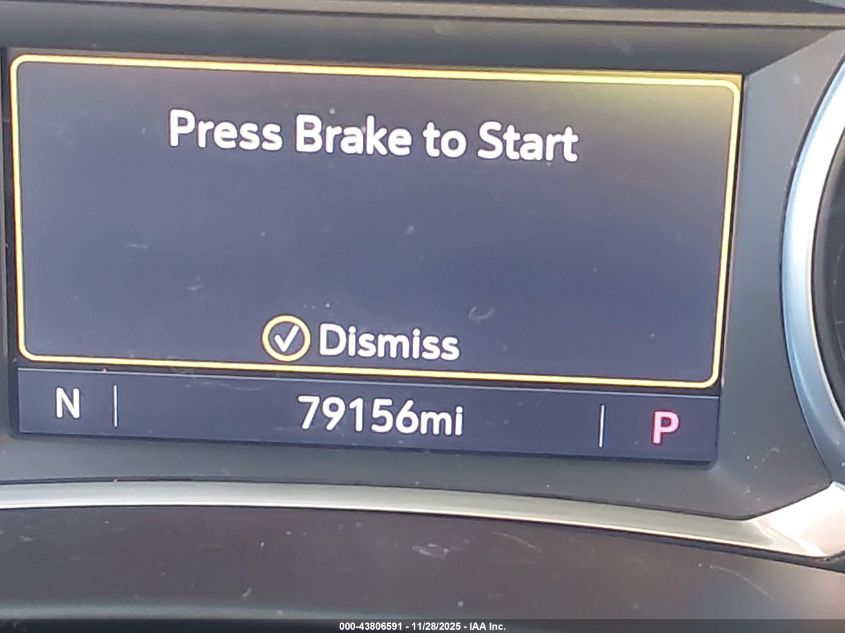 Press Brake to Start
Dismiss
N 79156mi P
000-43806591 - 11/28/2025 - IAA Inc.